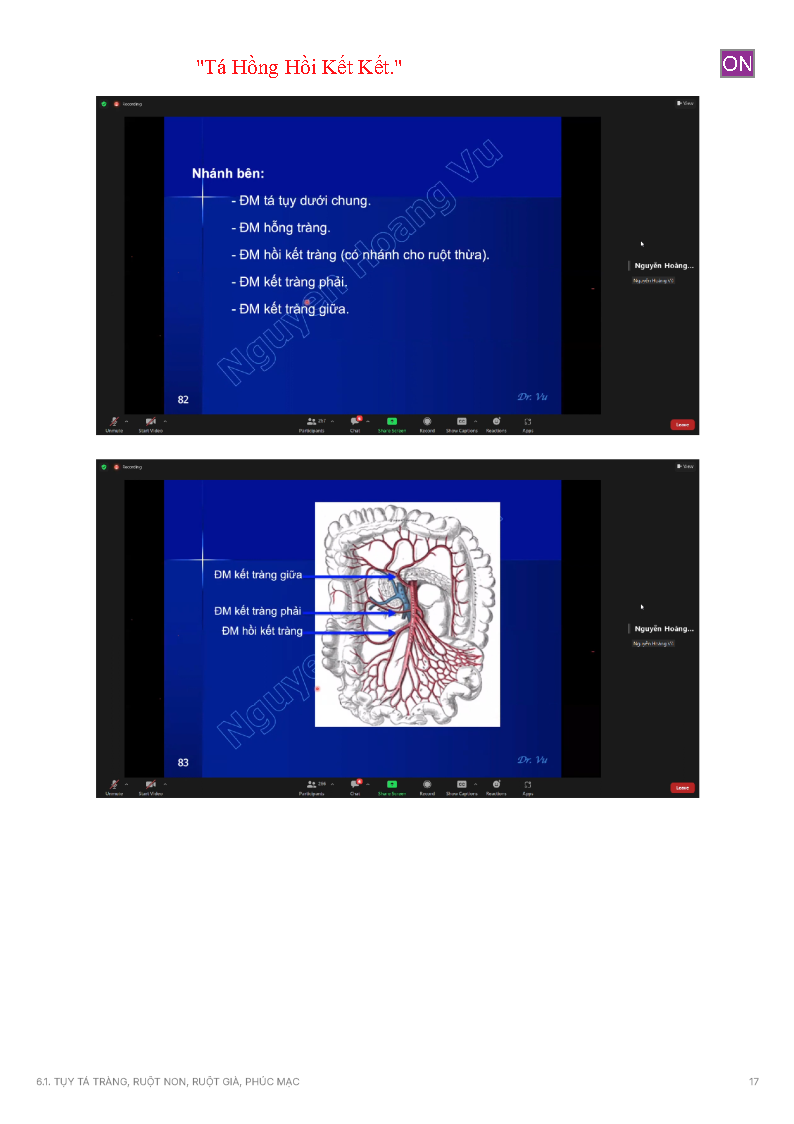 "Tá Hồng Hồi Kết Kết."
ON
Recording
View
Nhánh bên:
- ĐM tá tụy dưới chung.
- ĐM hỗng tràng.
- ĐM hồi kết tràng (có nhánh cho ruột thừa).
- ĐM kết tràng phải.
- ĐM kết tràng giữa.
Nguyen Hoang Vu
Nguyễn Hoàng...
Nguyễn Hoàng Vũ
82
Dr. Vu
Unmute Start Video Participants Chat Share Screen Record Show Captions Reactions Apps Leave
Recording
View
ĐM kết tràng giữa
ĐM kết tràng phải
ĐM hồi kết tràng
Nguye
Nguyễn Hoàng...
Nguyễn Hoàng Vũ
83
Dr. Vu
Unmute Start Video Participants Chat Share Screen Record Show Captions Reactions Apps Leave
6.1. TỤY TÁ TRÀNG, RUỘT NON, RUỘT GIÀ, PHÚC MẠC
17